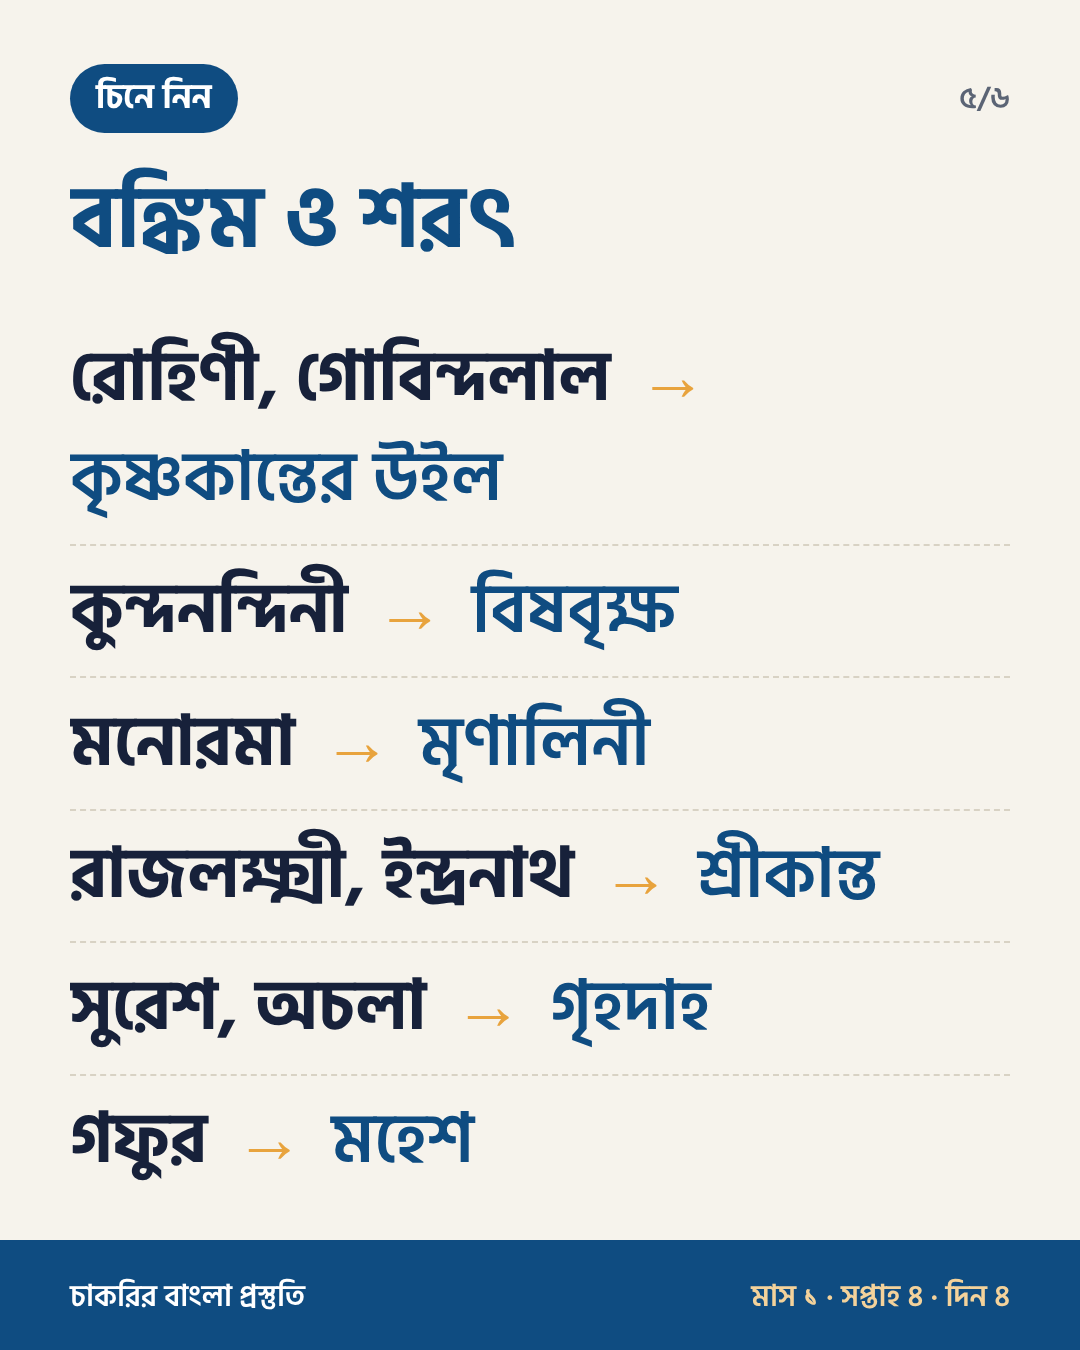 চিনে নিন
৫/৬
বঙ্কিম ও শরৎ
রোহিণী, গোবিন্দলাল →
কৃষ্ণকান্তের উইল
কুন্দনন্দিনী → বিষবৃক্ষ
মনোরমা → মৃণালিনী
রাজলক্ষ্মী, ইন্দ্রনাথ → শ্রীকান্ত
সুরেশ, অচলা → গৃহদাহ
গফুর → মহেশ
চাকরির বাংলা প্রস্তুতি
মাস ১ · সপ্তাহ ৪ · দিন ৪